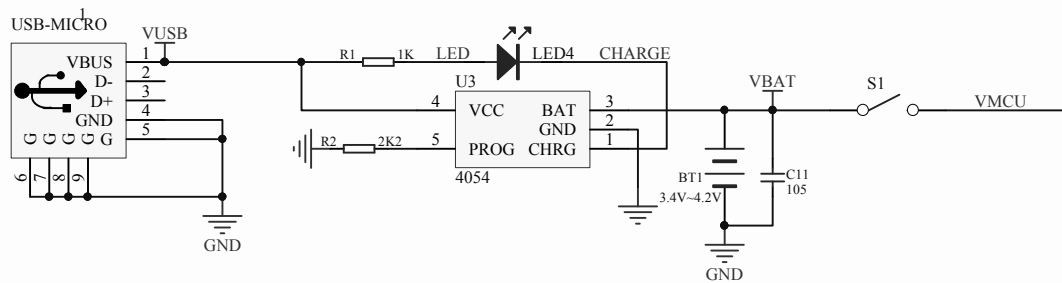 1
USB-MICRO
VUSB
VBUS 1
D- 2
D+ 3
GND 4
G 5
G G G G
6 7 8 9
GND
R1 1K LED LED4 CHARGE
U3
4 VCC BAT 3
GND 2
R2 2K2 5 PROG CHRG 1
4054
VBAT
S1
VMCU
BT1
3.4V~4.2V
C11
105
GND